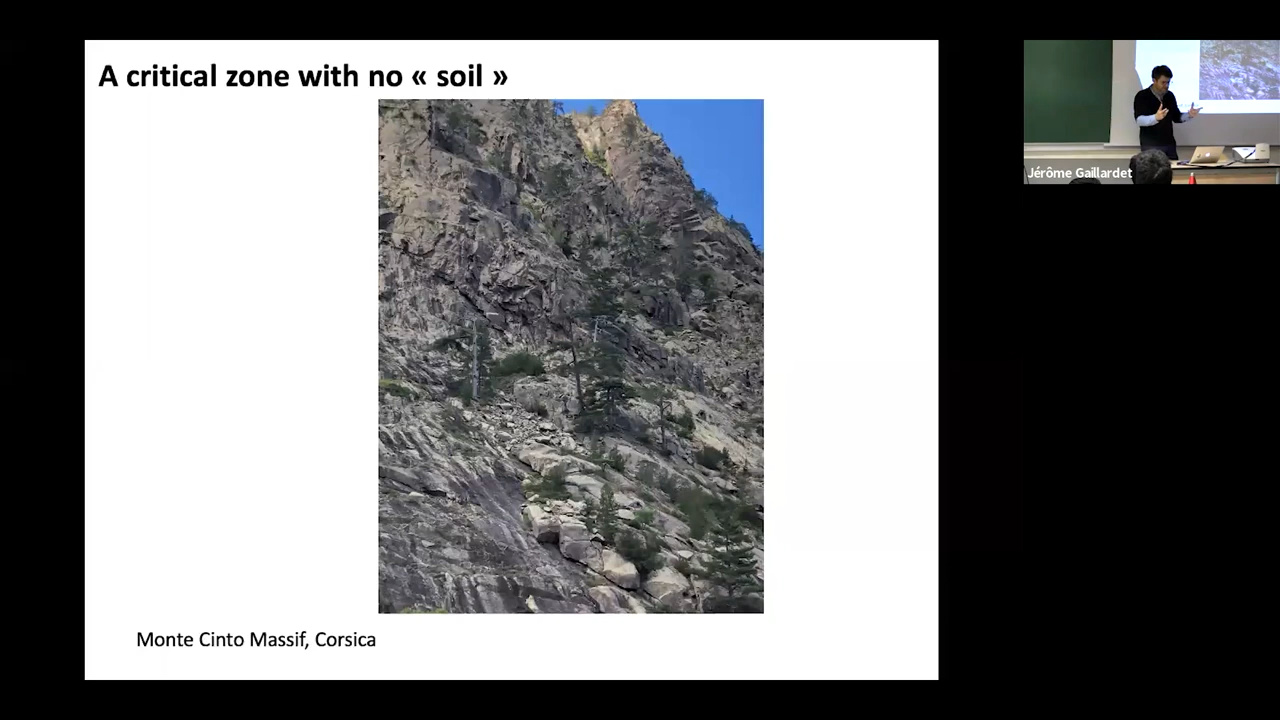 A critical zone with no « soil »
Jérôme Gaillardet
Monte Cinto Massif, Corsica